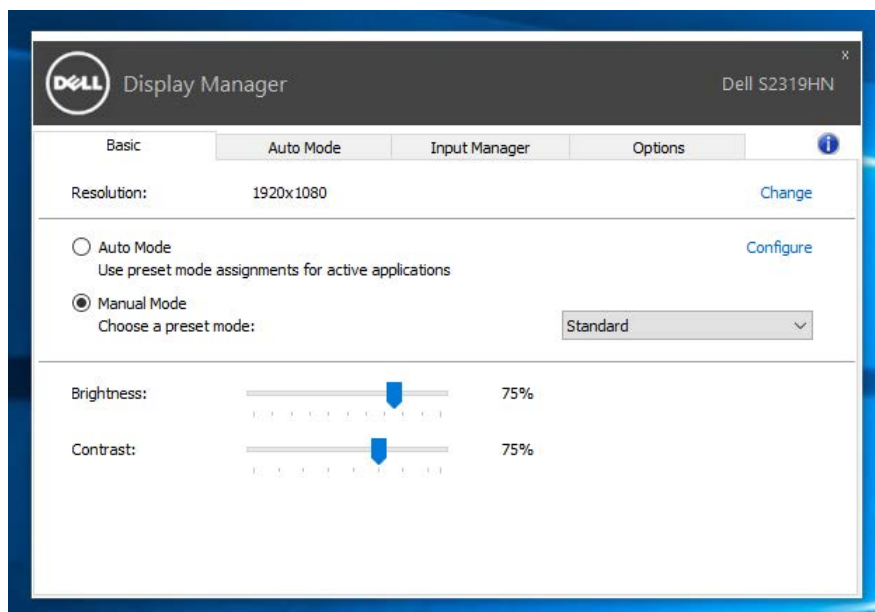 DELL
Display Manager
x
Dell S2319HN
Basic
Auto Mode
Input Manager
Options
i
Resolution:
1920x1080
Change
Auto Mode
Configure
Use preset mode assignments for active applications
Manual Mode
Choose a preset mode:
Standard
Brightness:
75%
Contrast:
75%